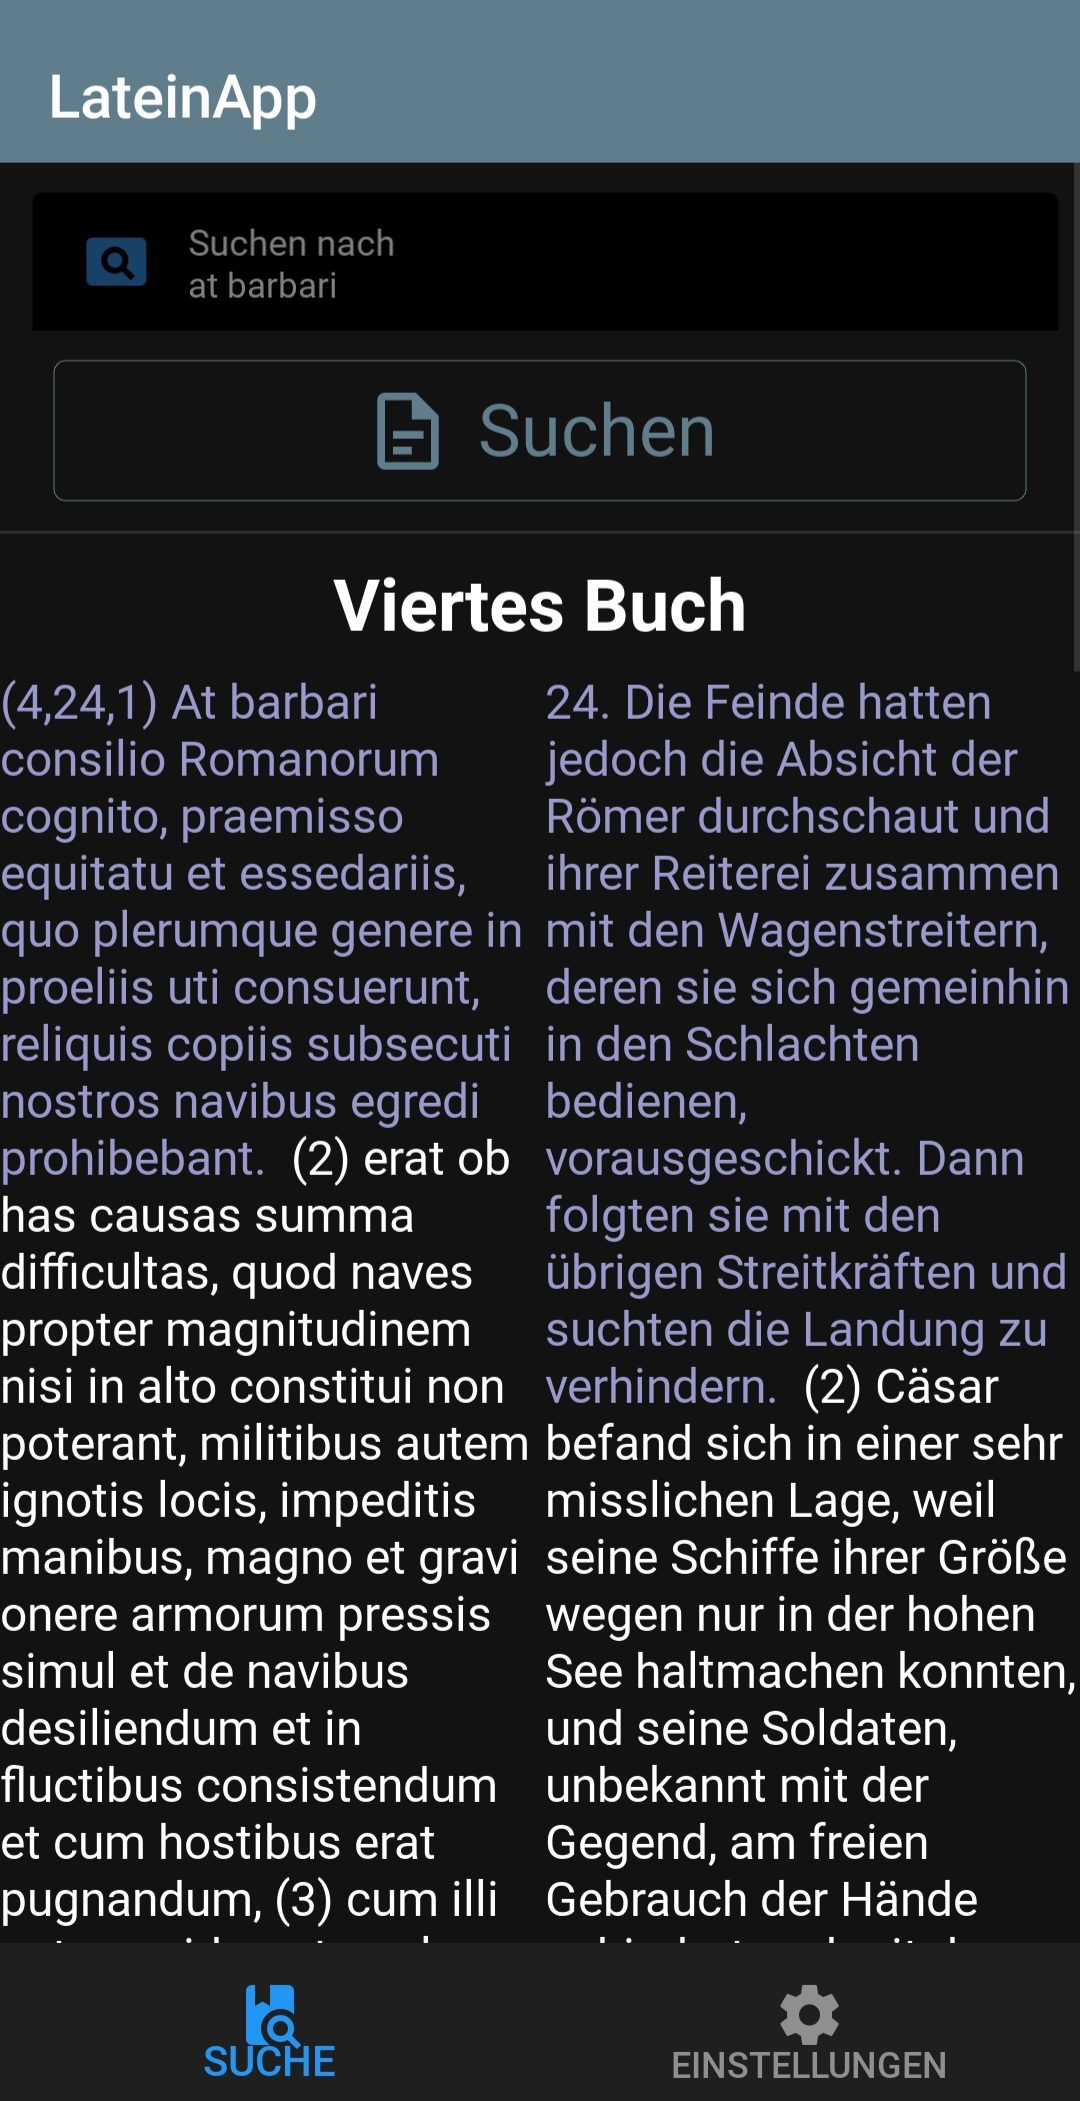 LateinApp
Suchen nach
at barbari
Suchen
Viertes Buch
(4,24,1) At barbari
consilio Romanorum
cognito, praemisso
equitatu et essedariis,
quo plerumque genere in
proeliis uti consuerunt,
reliquis copiis subsecuti
nostros navibus egredi
prohibebant. (2) erat ob
has causas summa
difficultas, quod naves
propter magnitudinem
nisi in alto constitui non
poterant, militibus autem
ignotis locis, impeditis
manibus, magno et gravi
onere armorum pressis
simul et de navibus
desiliendum et in
fluctibus consistendum
et cum hostibus erat
pugnandum, (3) cum illi
24. Die Feinde hatten
jedoch die Absicht der
Römer durchschaut und
ihrer Reiterei zusammen
mit den Wagenstreitern,
deren sie sich gemeinhin
in den Schlachten
bedienen,
vorausgeschickt. Dann
folgten sie mit den
übrigen Streitkräften und
suchten die Landung zu
verhindern. (2) Cäsar
befand sich in einer sehr
misslichen Lage, weil
seine Schiffe ihrer Größe
wegen nur in der hohen
See haltmachen konnten,
und seine Soldaten,
unbekannt mit der
Gegend, am freien
Gebrauch der Hände
SUCHE
EINSTELLUNGEN